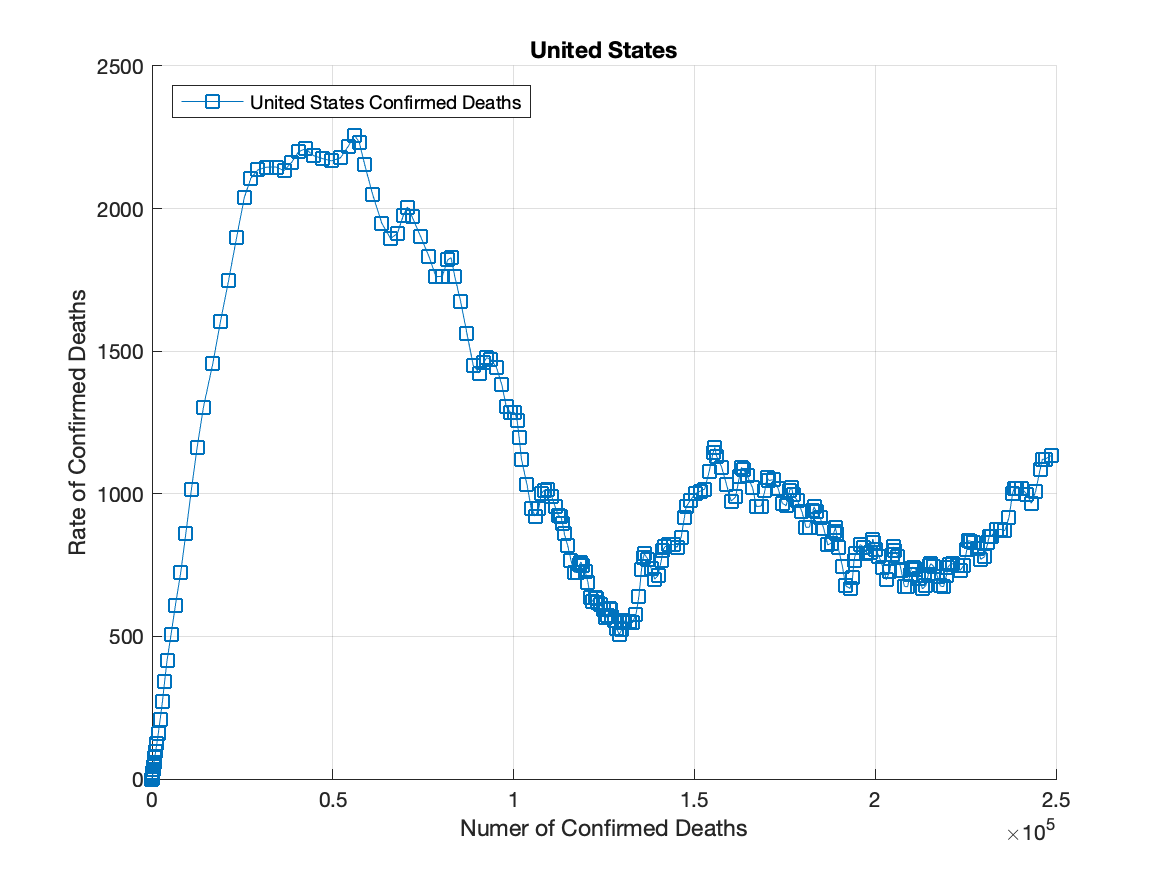 United States
2500
United States Confirmed Deaths
2000
1500
1000
500
0
Rate of Confirmed Deaths
0 0.5 1 1.5 2 2.5
Numer of Confirmed Deaths
×10^5